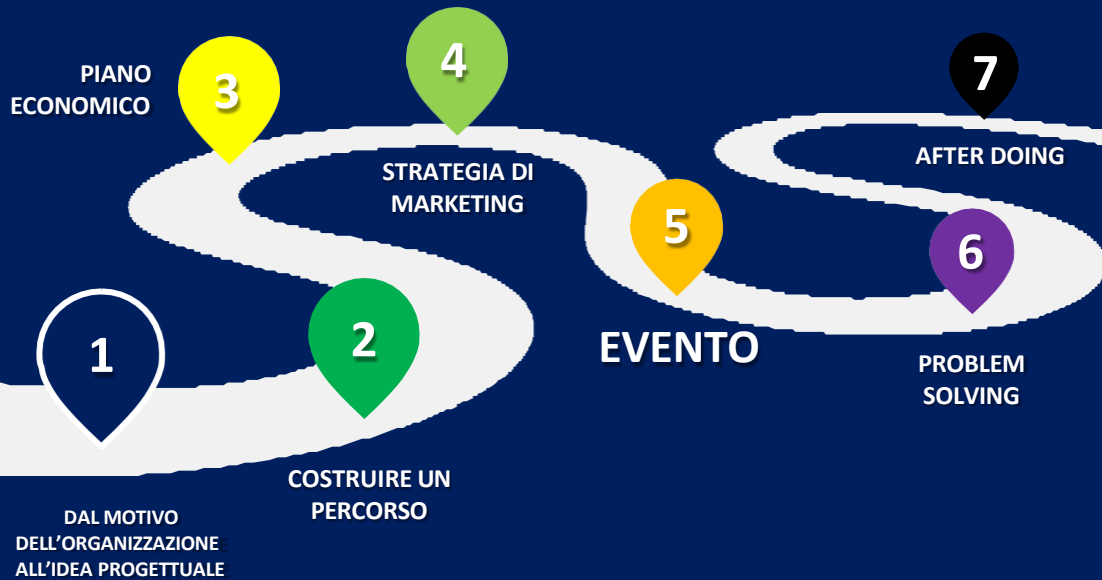 1
DAL MOTIVO
DELL'ORGANIZZAZIONE
ALL'IDEA PROGETTUALE
2
COSTRUIRE UN
PERCORSO
3
PIANO
ECONOMICO
4
STRATEGIA DI
MARKETING
5
EVENTO
6
PROBLEM
SOLVING
7
AFTER DOING